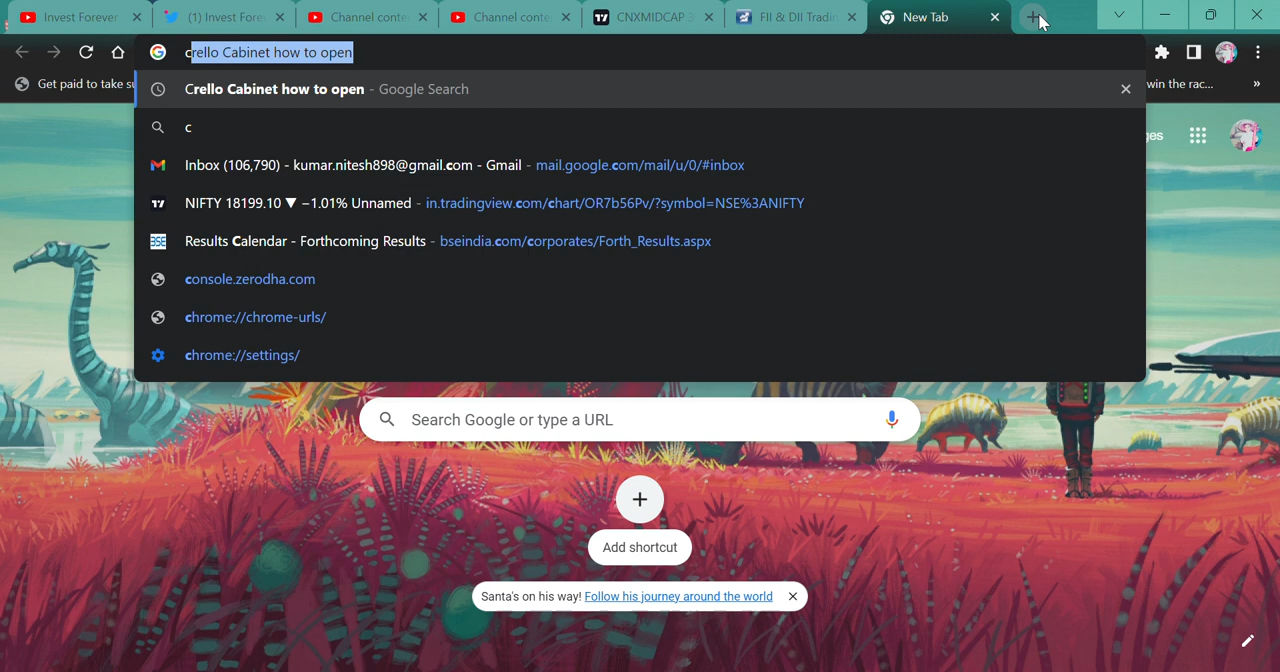 Invest Forever
(1) Invest Fore
Channel conte
Channel conte
CNXMIDCAP 3
FII & DII Tradin
New Tab
crello Cabinet how to open
Get paid to take su
win the rac...
Crello Cabinet how to open - Google Search
c
Inbox (106,790) - kumar.nitesh898@gmail.com - Gmail - mail.google.com/mail/u/0/#inbox
NIFTY 18199.10 ▼ −1.01% Unnamed - in.tradingview.com/chart/OR7b56Pv/?symbol=NSE%3ANIFTY
BSE Results Calendar - Forthcoming Results - bseindia.com/corporates/Forth_Results.aspx
console.zerodha.com
chrome://chrome-urls/
chrome://settings/
Search Google or type a URL
Add shortcut
Santa's on his way! Follow his journey around the world